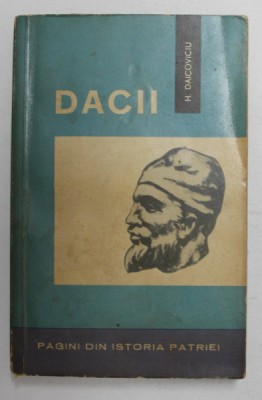 DACII
H. DAICOVICIU
PAGINI DIN ISTORIA PATRIEI